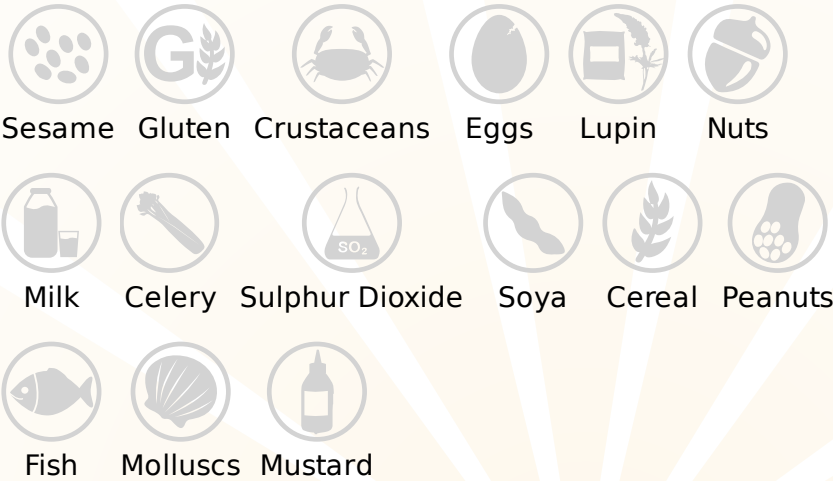 G
Sesame Gluten Crustaceans Eggs Lupin Nuts
SO₂
Milk Celery Sulphur Dioxide Soya Cereal Peanuts
Fish Molluscs Mustard